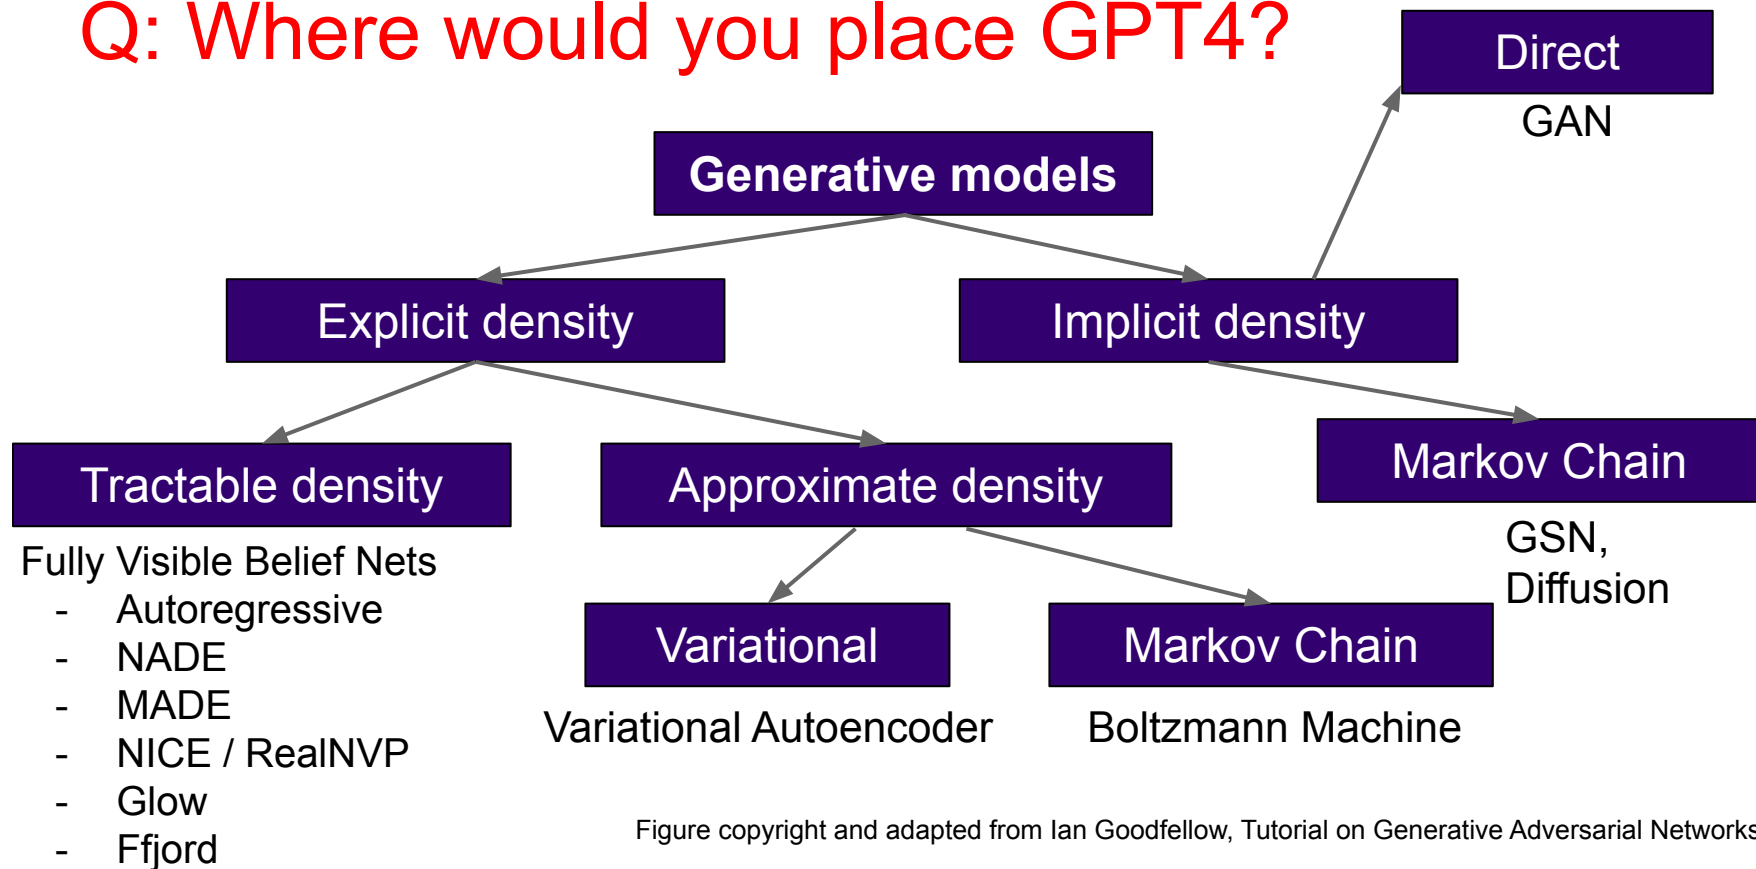 Q: Where would you place GPT4?
Direct
GAN
Generative models
Explicit density
Implicit density
Tractable density
Approximate density
Markov Chain
GSN,
Diffusion
Fully Visible Belief Nets
- Autoregressive
- NADE
- MADE
- NICE / RealNVP
- Glow
- Ffjord
Variational
Markov Chain
Variational Autoencoder
Boltzmann Machine
Figure copyright and adapted from Ian Goodfellow, Tutorial on Generative Adversarial Networks